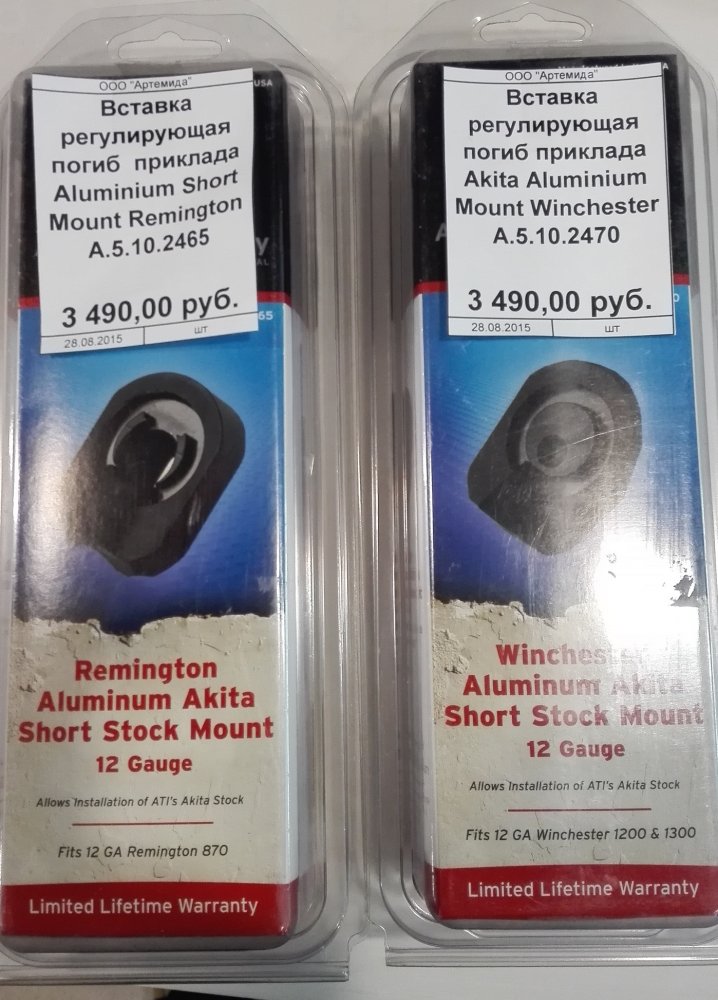 USA
ООО "Артемида"
Вставка
регулирующая
погиб приклада
Aluminium Short
Mount Remington
А.5.10.2465
3 490,00 руб.
28.08.2015 шт
65
Remington
Aluminum Akita
Short Stock Mount
12 Gauge
Allows Installation of ATI's Akita Stock
Fits 12 GA Remington 870
Limited Lifetime Warranty
ООО "Артемида"
Вставка
регулирующая
погиб приклада
Akita Aluminium
Mount Winchester
А.5.10.2470
3 490,00 руб.
28.08.2015 шт
Winchester
Aluminum Akita
Short Stock Mount
12 Gauge
Allows Installation of ATI's Akita Stock
Fits 12 GA Winchester 1200 & 1300
Limited Lifetime Warranty